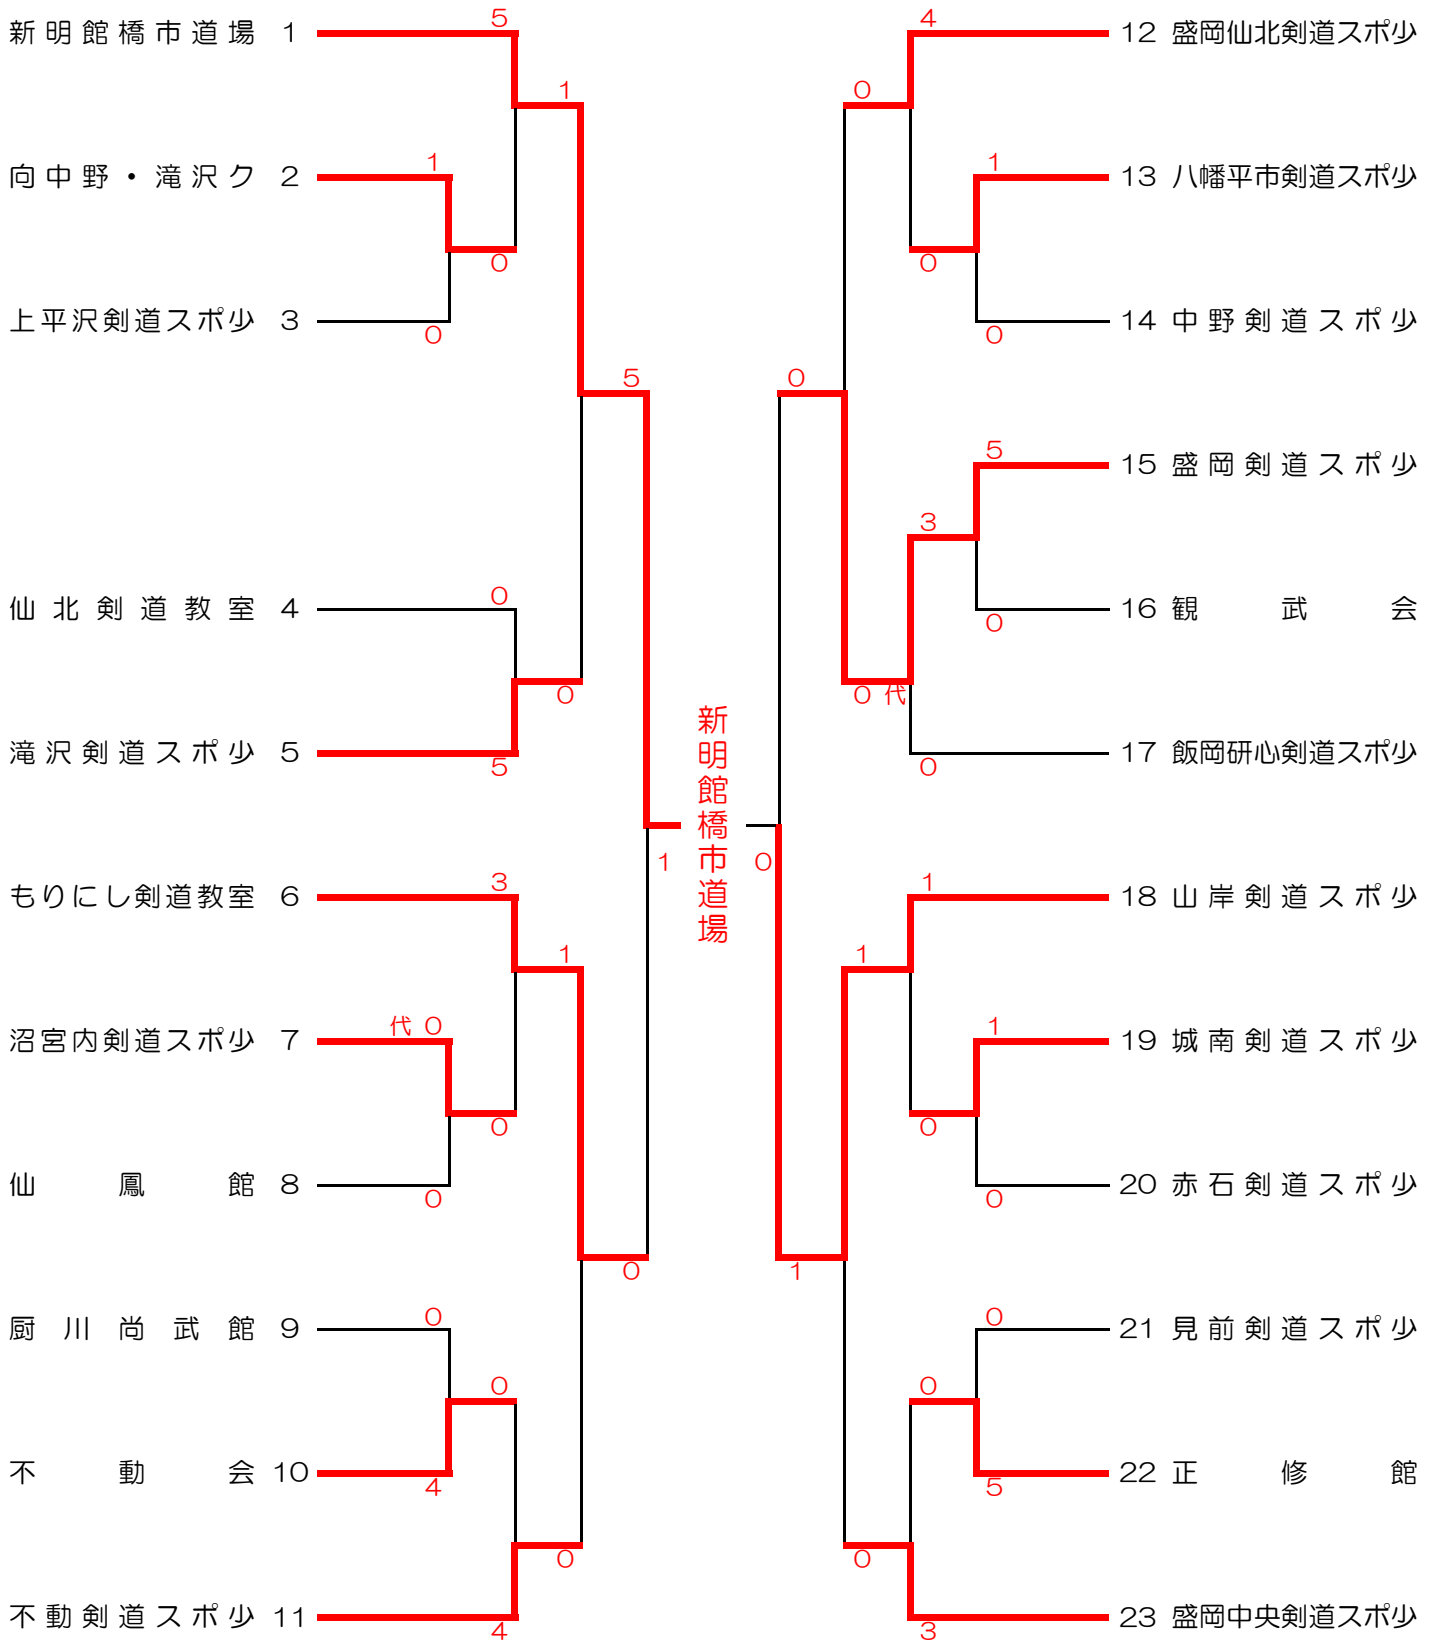 新明館橋市道場 1
向中野・滝沢ク 2
上平沢剣道スポ少 3
仙北剣道教室 4
滝沢剣道スポ少 5
もりにし剣道教室 6
沼宮内剣道スポ少 7
仙鳳館 8
厨川尚武館 9
不動会 10
不動剣道スポ少 11
5
1
1
0
0
5
0
0
5
3
1
代 0
0
0
0
0
0
4
0
4
1
新明館橋市道場
0
4
0
1
0
0
0
5
3
0
0 代
0
1
1
1
0
0
1
0
0
5
0
3
12 盛岡仙北剣道スポ少
13 八幡平市剣道スポ少
14 中野剣道スポ少
15 盛岡剣道スポ少
16 観武会
17 飯岡研心剣道スポ少
18 山岸剣道スポ少
19 城南剣道スポ少
20 赤石剣道スポ少
21 見前剣道スポ少
22 正修館
23 盛岡中央剣道スポ少